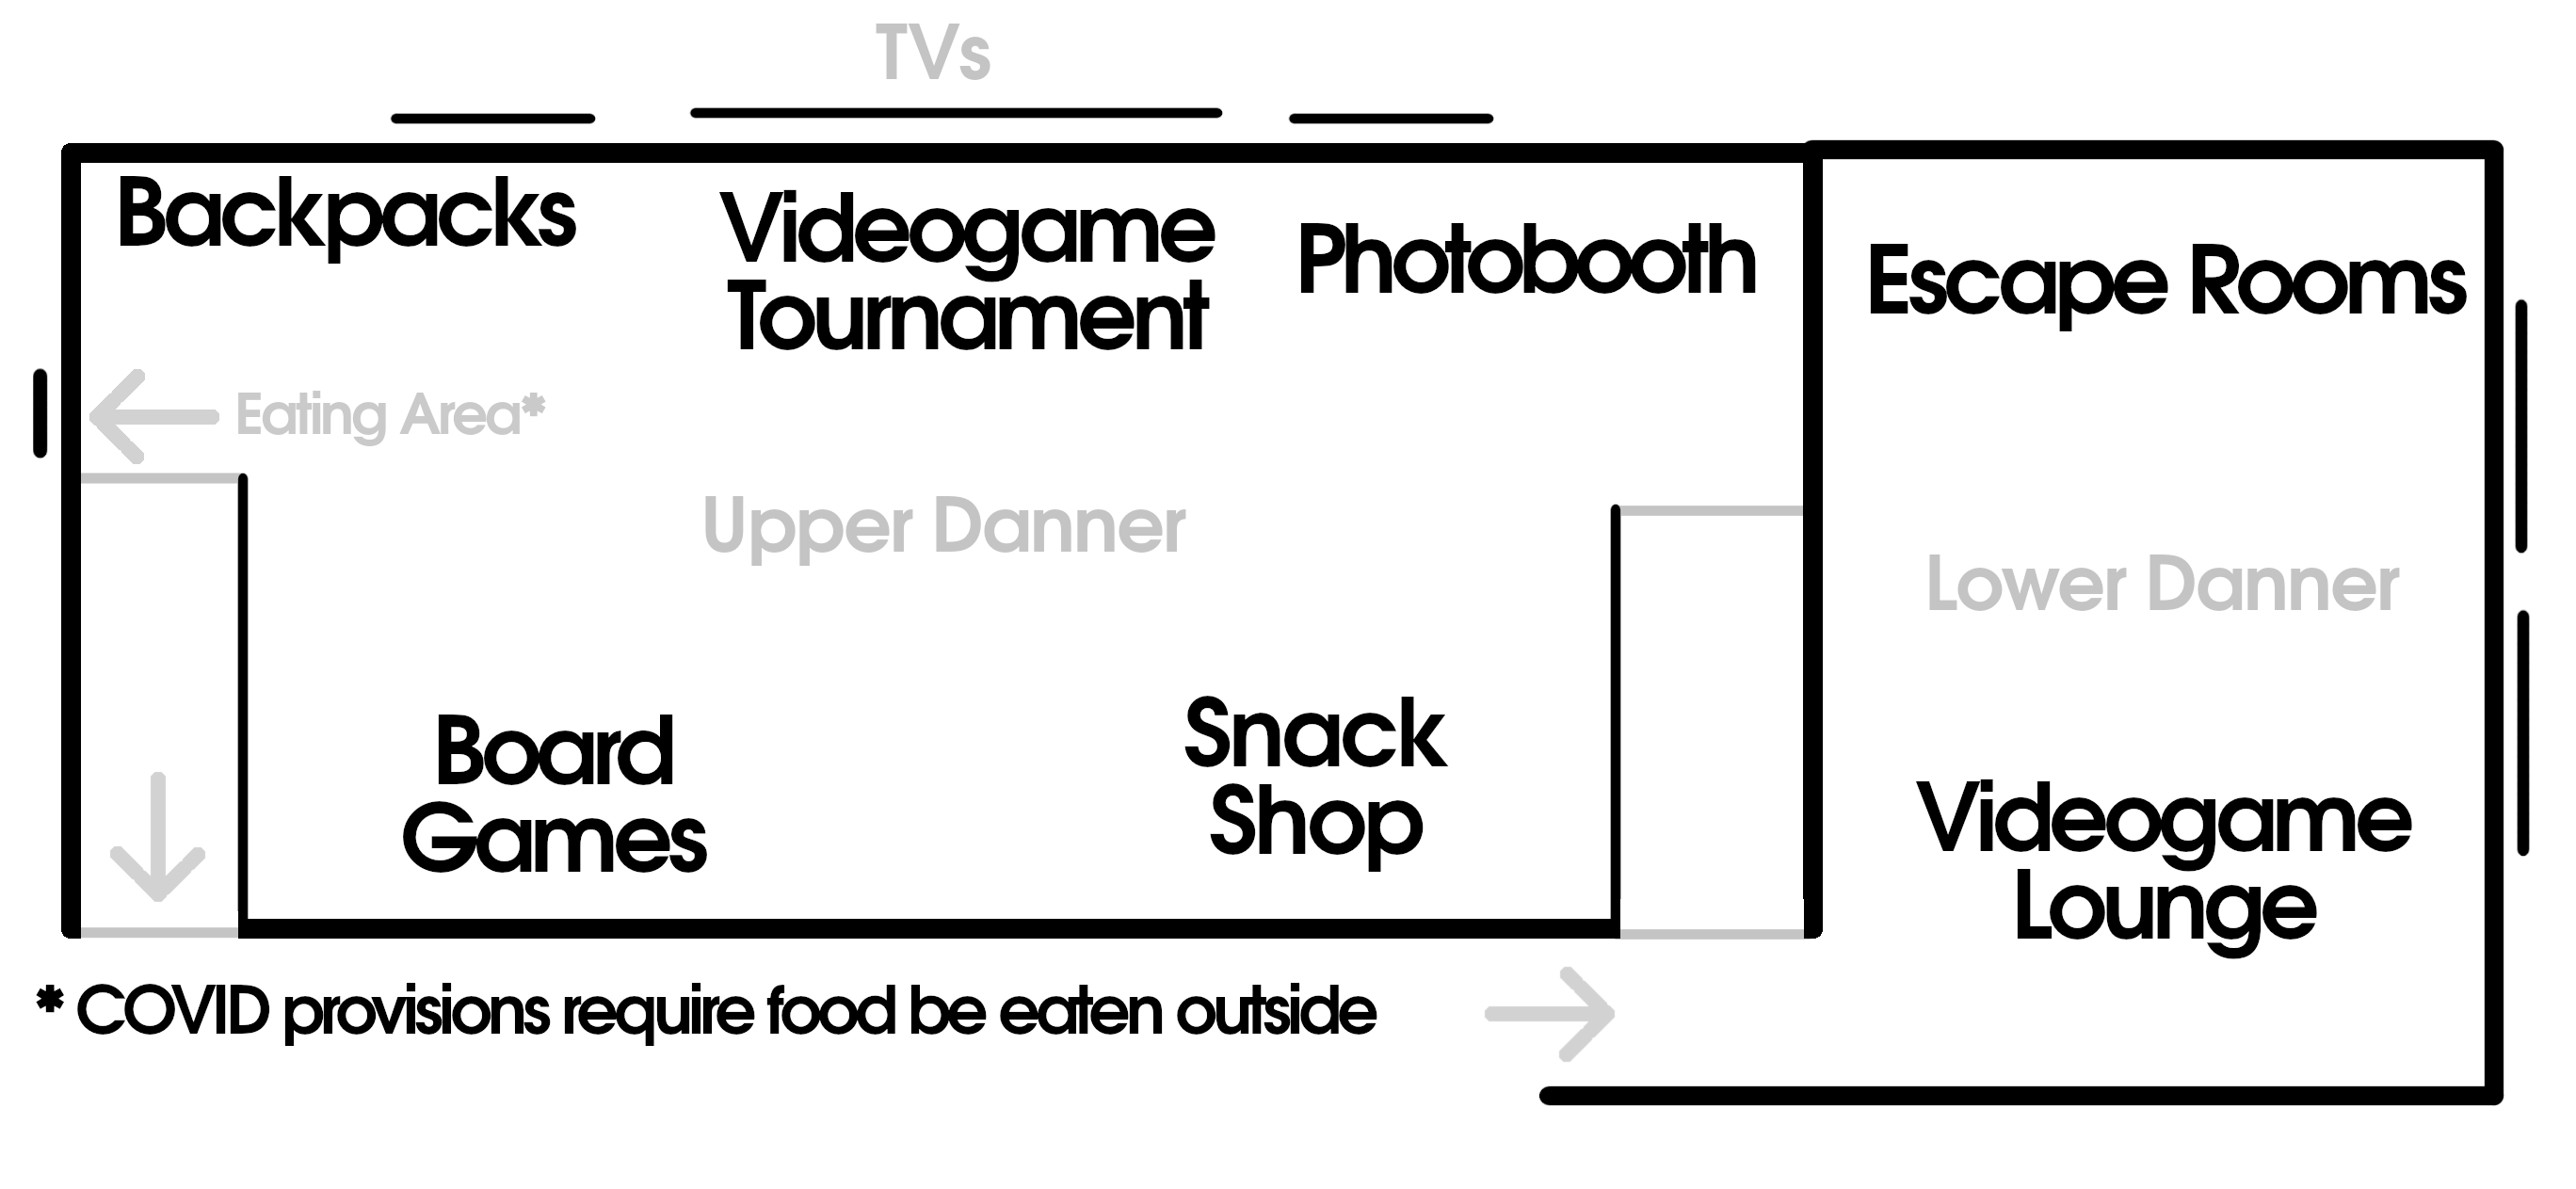 TVs
Backpacks
Videogame
Tournament
Photobooth
Escape Rooms
Eating Area*
Upper Danner
Lower Danner
Board
Games
Snack
Shop
Videogame
Lounge
* COVID provisions require food be eaten outside